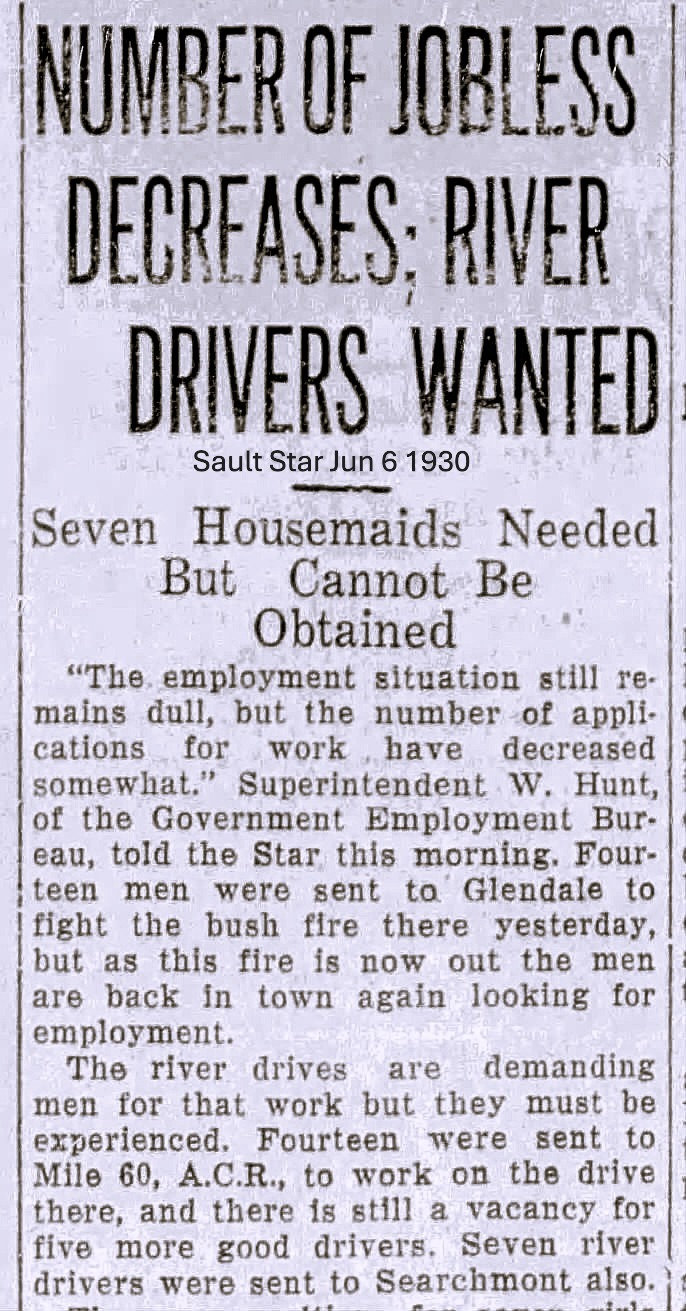 NUMBER OF JOBLESS
DECREASES; RIVER
DRIVERS WANTED
Sault Star Jun 6 1930
Seven Housemaids Needed
But Cannot Be
Obtained
"The employment situation still re-
mains dull, but the number of appli-
cations for work have decreased
somewhat." Superintendent W. Hunt,
of the Government Employment Bur-
eau, told the Star this morning. Four-
teen men were sent to Glendale to
fight the bush fire there yesterday,
but as this fire is now out the men
are back in town again looking for
employment.
The river drives are demanding
men for that work but they must be
experienced. Fourteen were sent to
Mile 60, A.C.R., to work on the drive
there, and there is still a vacancy for
five more good drivers. Seven river
drivers were sent to Searchmont also.